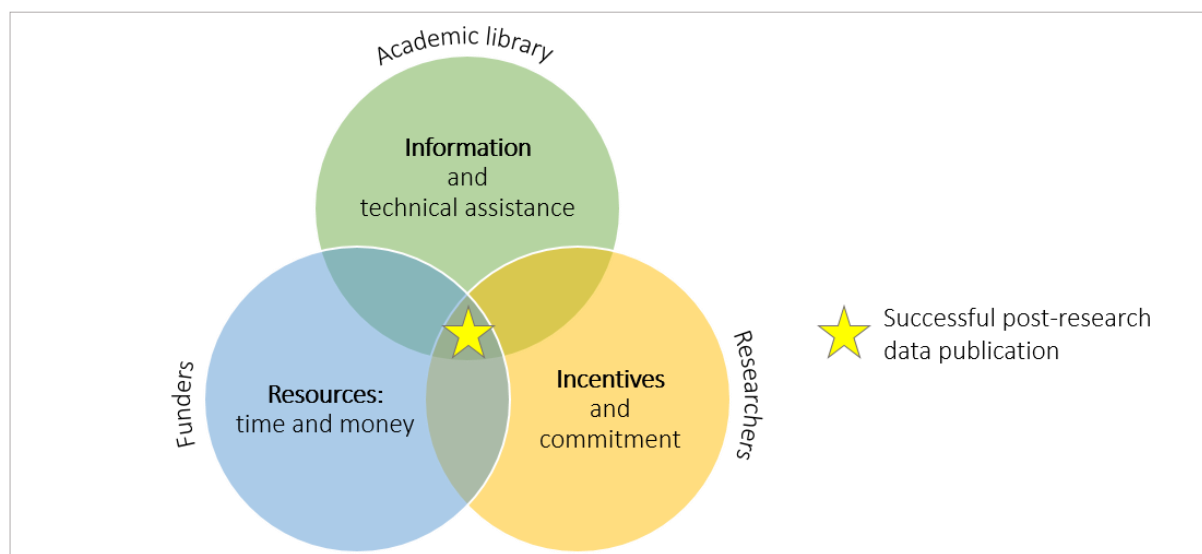 Academic library
Information
and
technical assistance
Funders
Resources:
time and money
Incentives
and
commitment
Researchers
Successful post-research
data publication